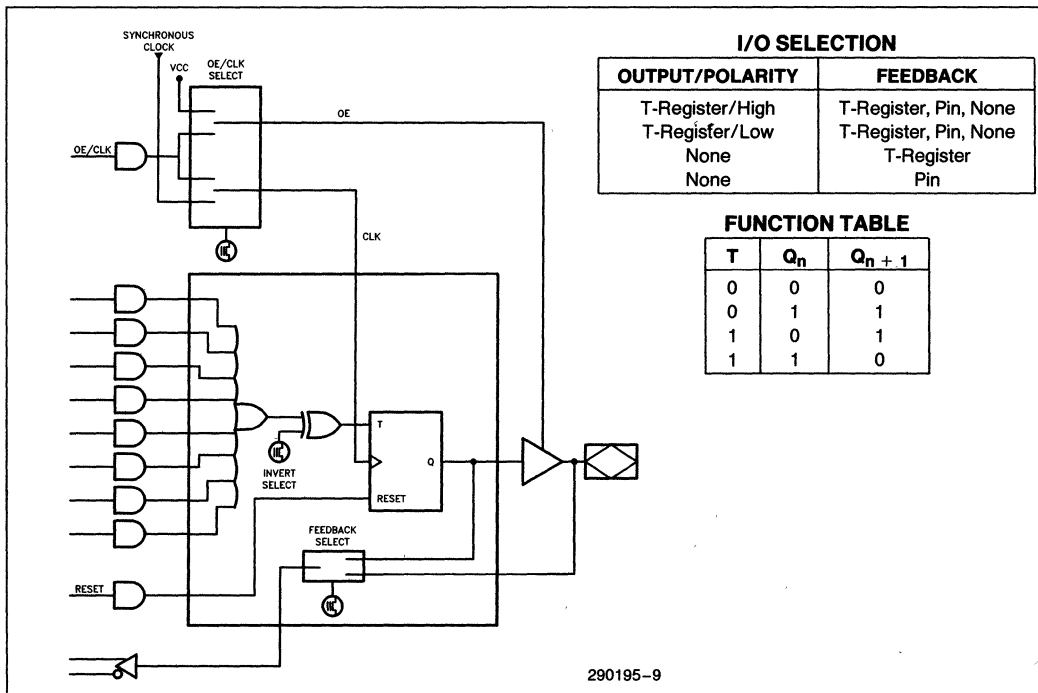 SYNCHRONOUS
CLOCK
VCC
OE/CLK
SELECT
OE
OE/CLK
CLK
T
Q
RESET
INVERT
SELECT
FEEDBACK
SELECT
RESET
I/O SELECTION
OUTPUT/POLARITY FEEDBACK
T-Register/High T-Register, Pin, None
T-Register/Low T-Register, Pin, None
None T-Register
None Pin
FUNCTION TABLE
T Qn Qn + 1
0 0 0
0 1 1
1 0 1
1 1 0
290195-9